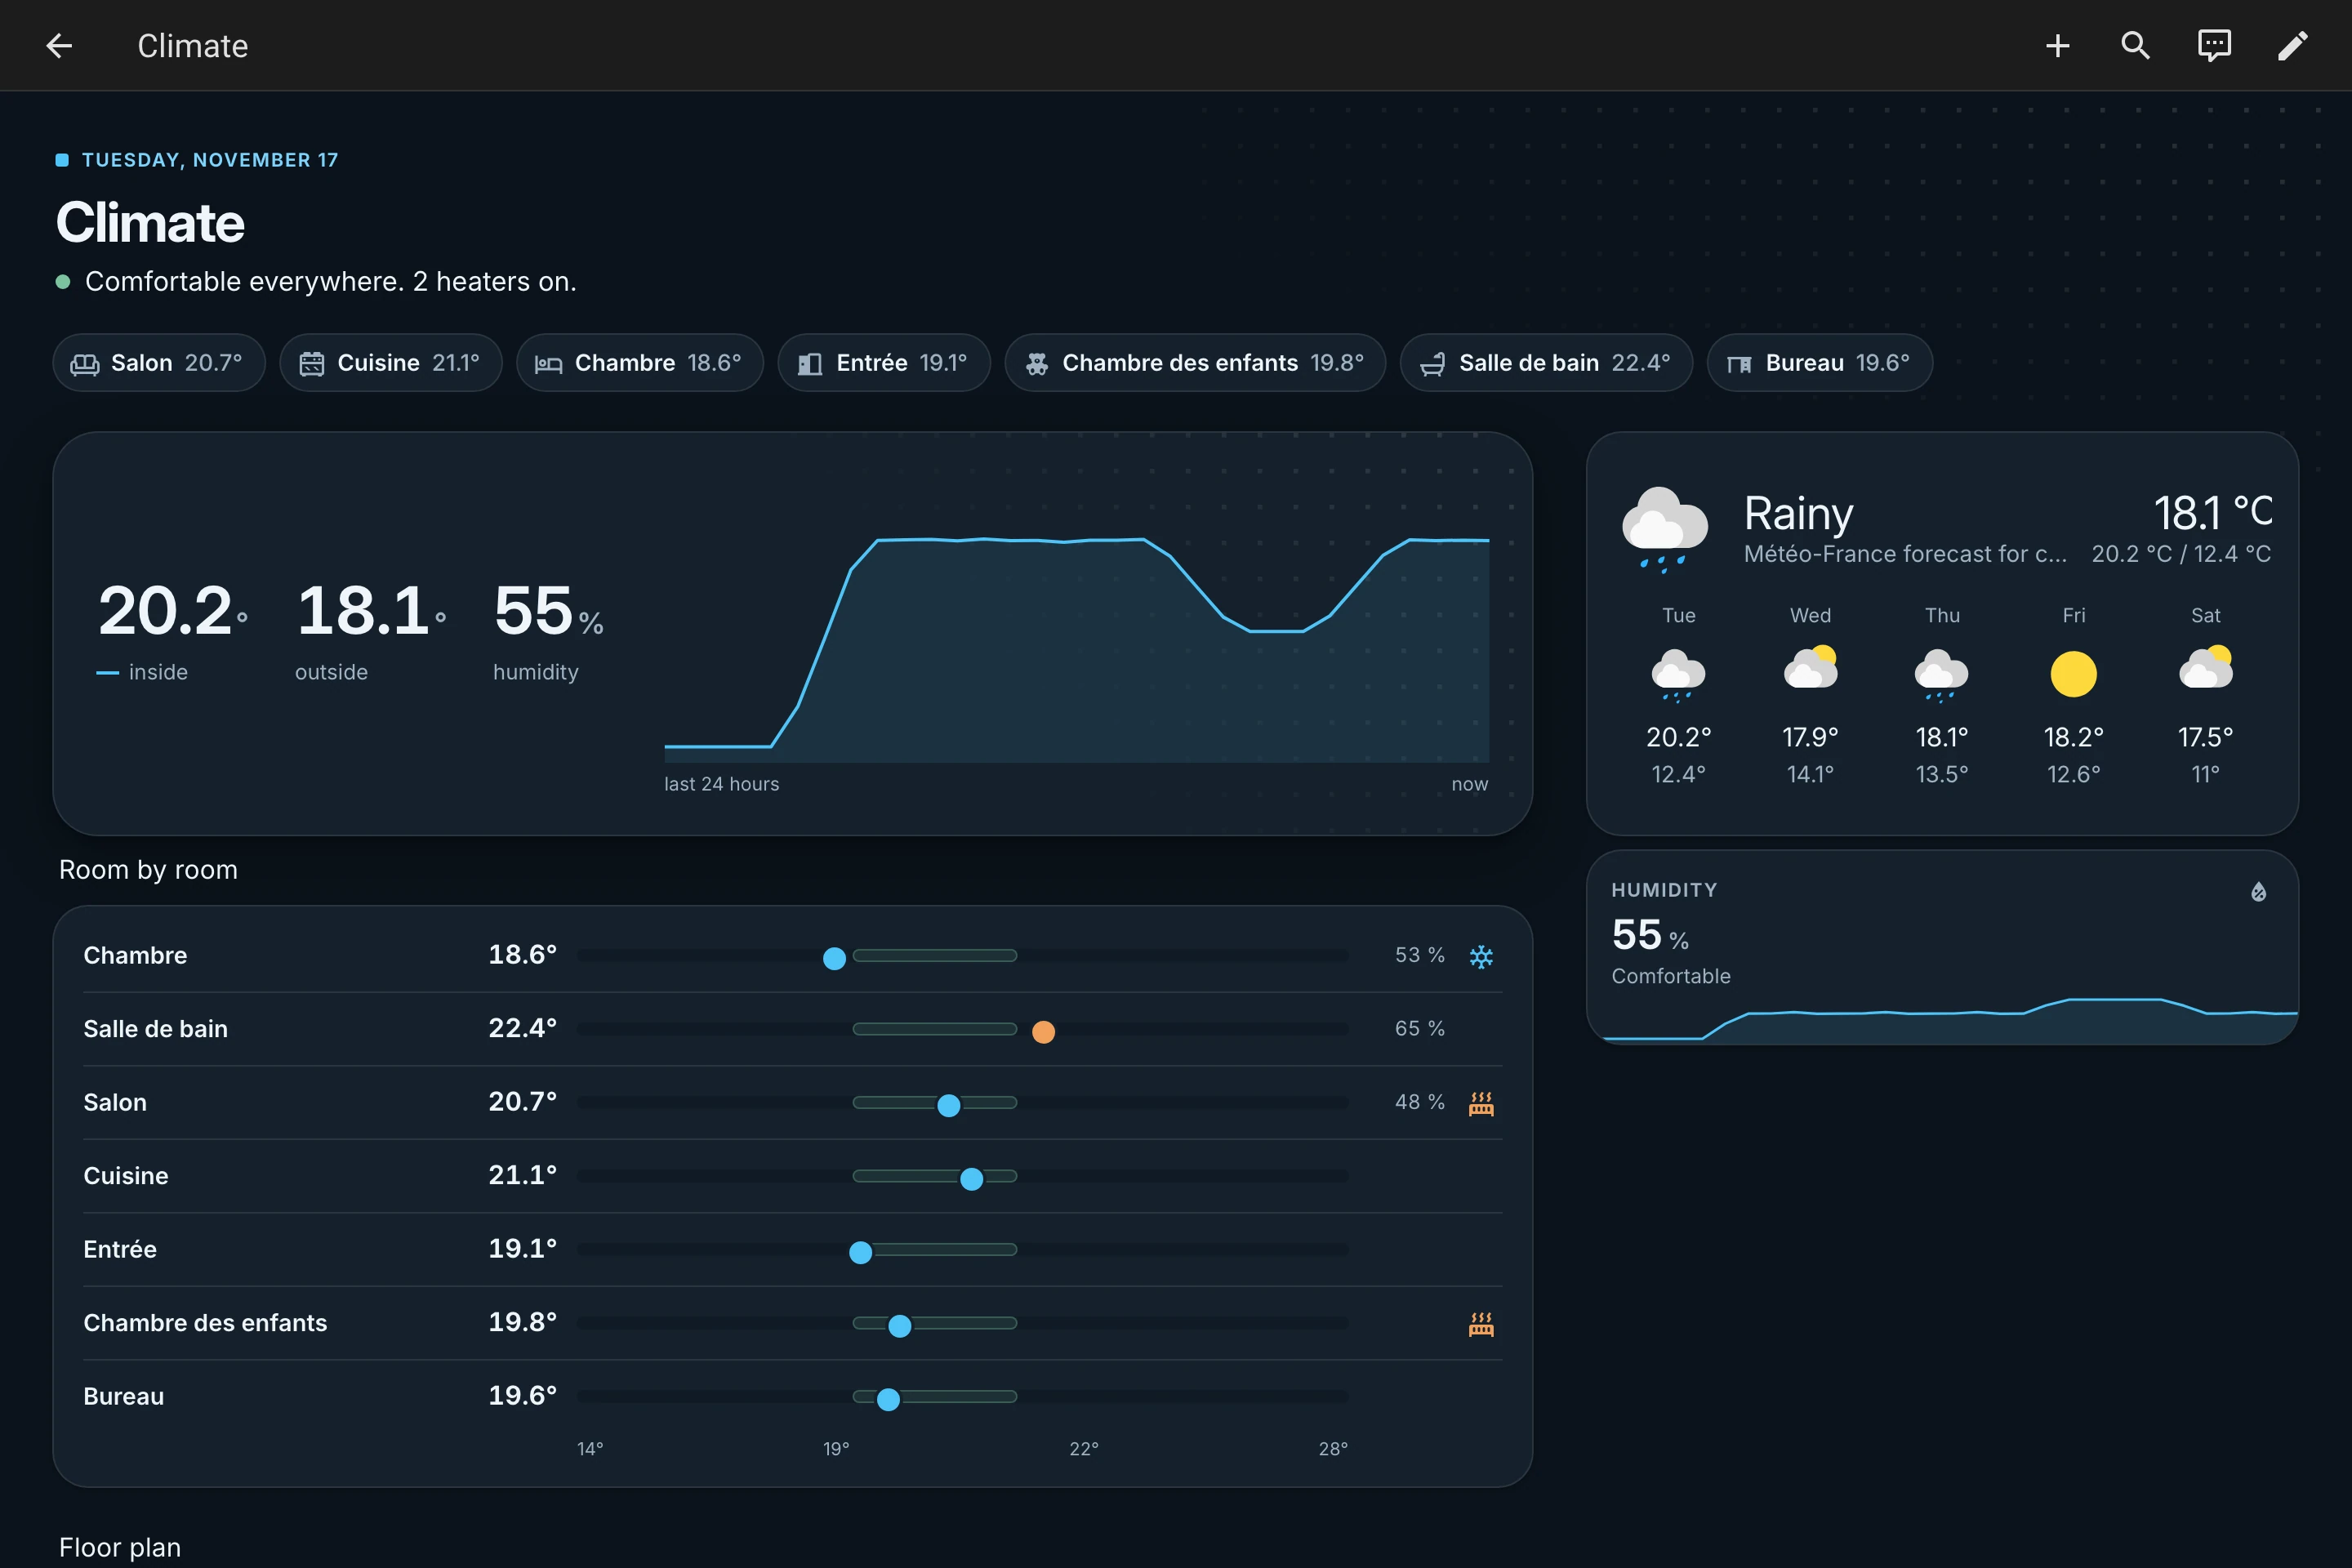 Climate
TUESDAY, NOVEMBER 17
Climate
Comfortable everywhere. 2 heaters on.
Salon 20.7° Cuisine 21.1° Chambre 18.6° Entrée 19.1° Chambre des enfants 19.8° Salle de bain 22.4° Bureau 19.6°
20.2° 18.1° 55%
inside outside humidity
last 24 hours now
Rainy 18.1 °C
Météo-France forecast for c... 20.2 °C / 12.4 °C
Tue Wed Thu Fri Sat
20.2° 17.9° 18.1° 18.2° 17.5°
12.4° 14.1° 13.5° 12.6° 11°
HUMIDITY
55 %
Comfortable
Room by room
Chambre 18.6° 53 %
Salle de bain 22.4° 65 %
Salon 20.7° 48 %
Cuisine 21.1°
Entrée 19.1°
Chambre des enfants 19.8°
Bureau 19.6°
14° 19° 22° 28°
Floor plan